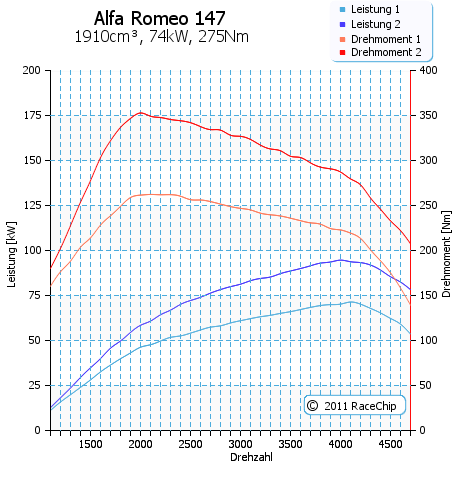 Alfa Romeo 147
1910cm³, 74kW, 275Nm
Leistung 1
Leistung 2
Drehmoment 1
Drehmoment 2
200
175
150
125
100
75
50
25
0
Leistung [kW]
400
350
300
250
200
150
100
50
0
Drehmoment [Nm]
© 2011 RaceChip
1500 2000 2500 3000 3500 4000 4500
Drehzahl